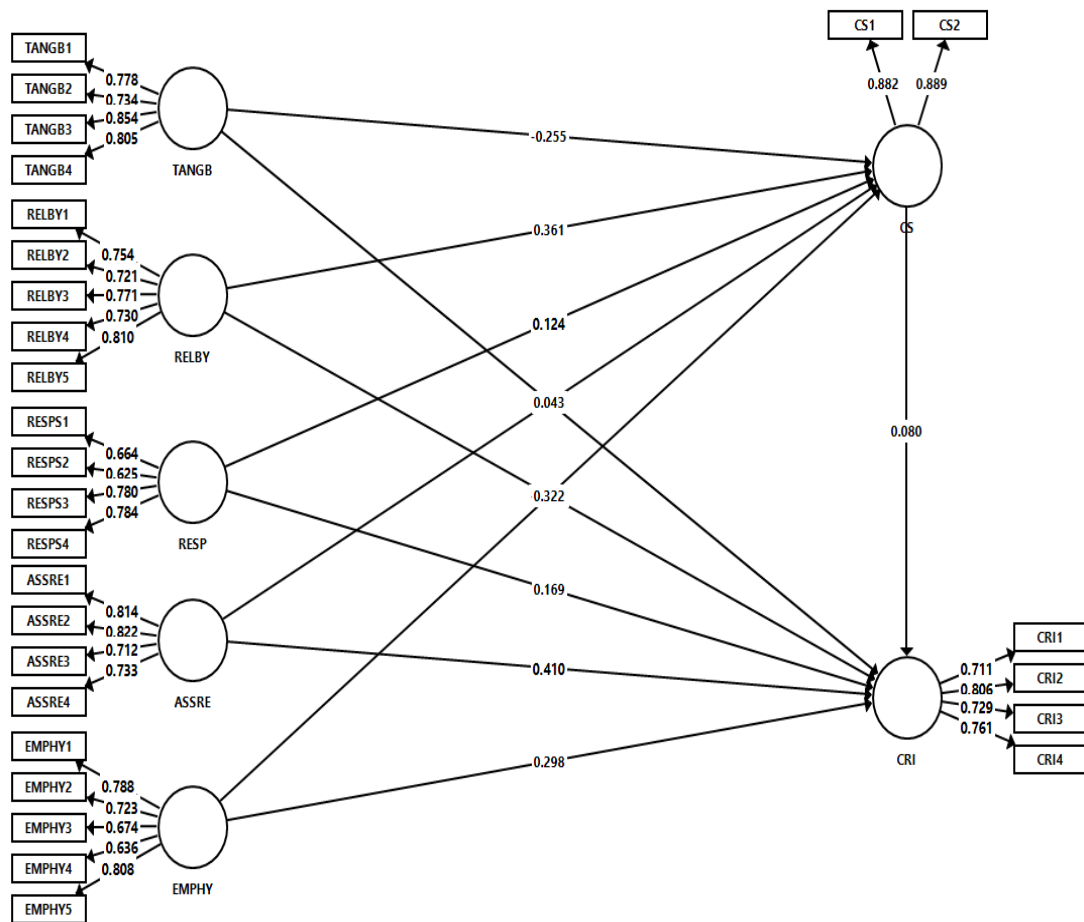 CS1
CS2
TANGB1
TANGB2
TANGB3
TANGB4
0.778
0.734
0.854
0.805
TANGB
0.882
0.889
-0.255
CS
RELBY1
RELBY2
RELBY3
RELBY4
RELBY5
0.754
0.721
0.771
0.730
0.810
RELBY
0.361
0.124
0.043
0.080
RESPS1
RESPS2
RESPS3
RESPS4
0.664
0.625
0.780
0.784
RESP
0.322
0.169
ASSRE1
ASSRE2
ASSRE3
ASSRE4
0.814
0.822
0.712
0.733
ASSRE
0.410
CRI1
CRI2
CRI3
CRI4
0.711
0.806
0.729
0.761
CRI
EMPHY1
EMPHY2
EMPHY3
EMPHY4
EMPHY5
0.788
0.723
0.674
0.636
0.808
EMPHY
0.298